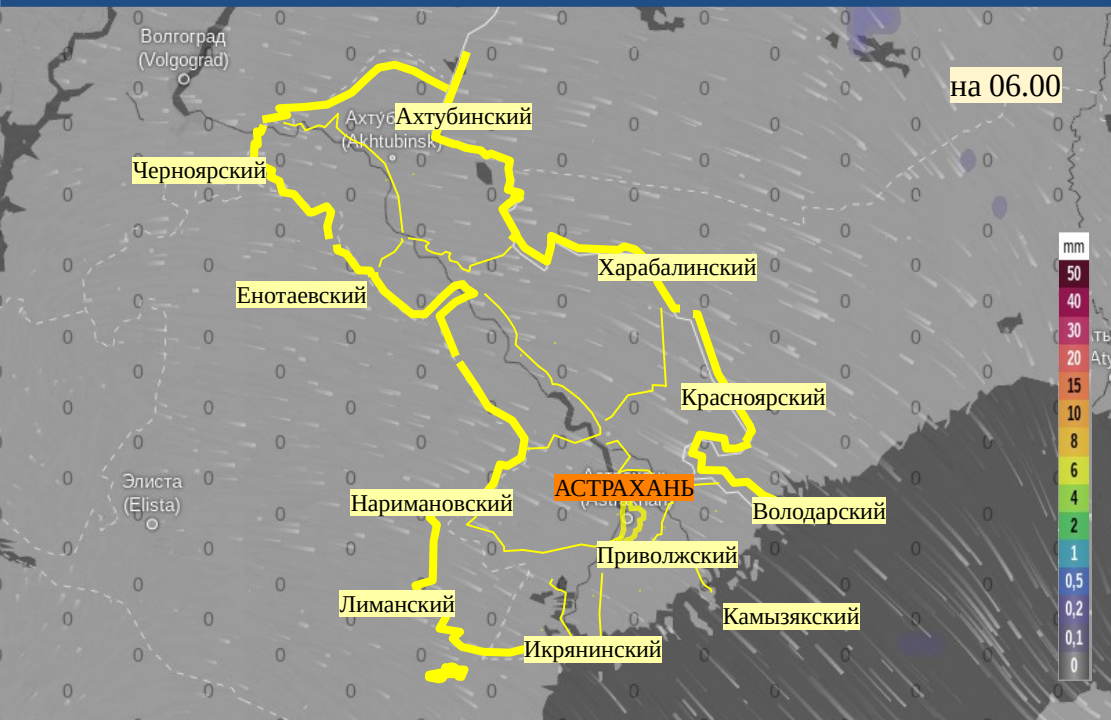 Волгоград
(Volgograd)
на 06.00
Ахтубинский
(Akhtubinsk)
Черноярский
mm
Харабалинский
50
Енотаевский
40
30
20
15
Красноярский
10
8
6
Элиста
(Elista)
АСТРАХАНЬ
4
Наримановский
Володарский
2
Приволжский
1
0,5
Лиманский
0,2
Камызякский
0,1
Икрянинский
0